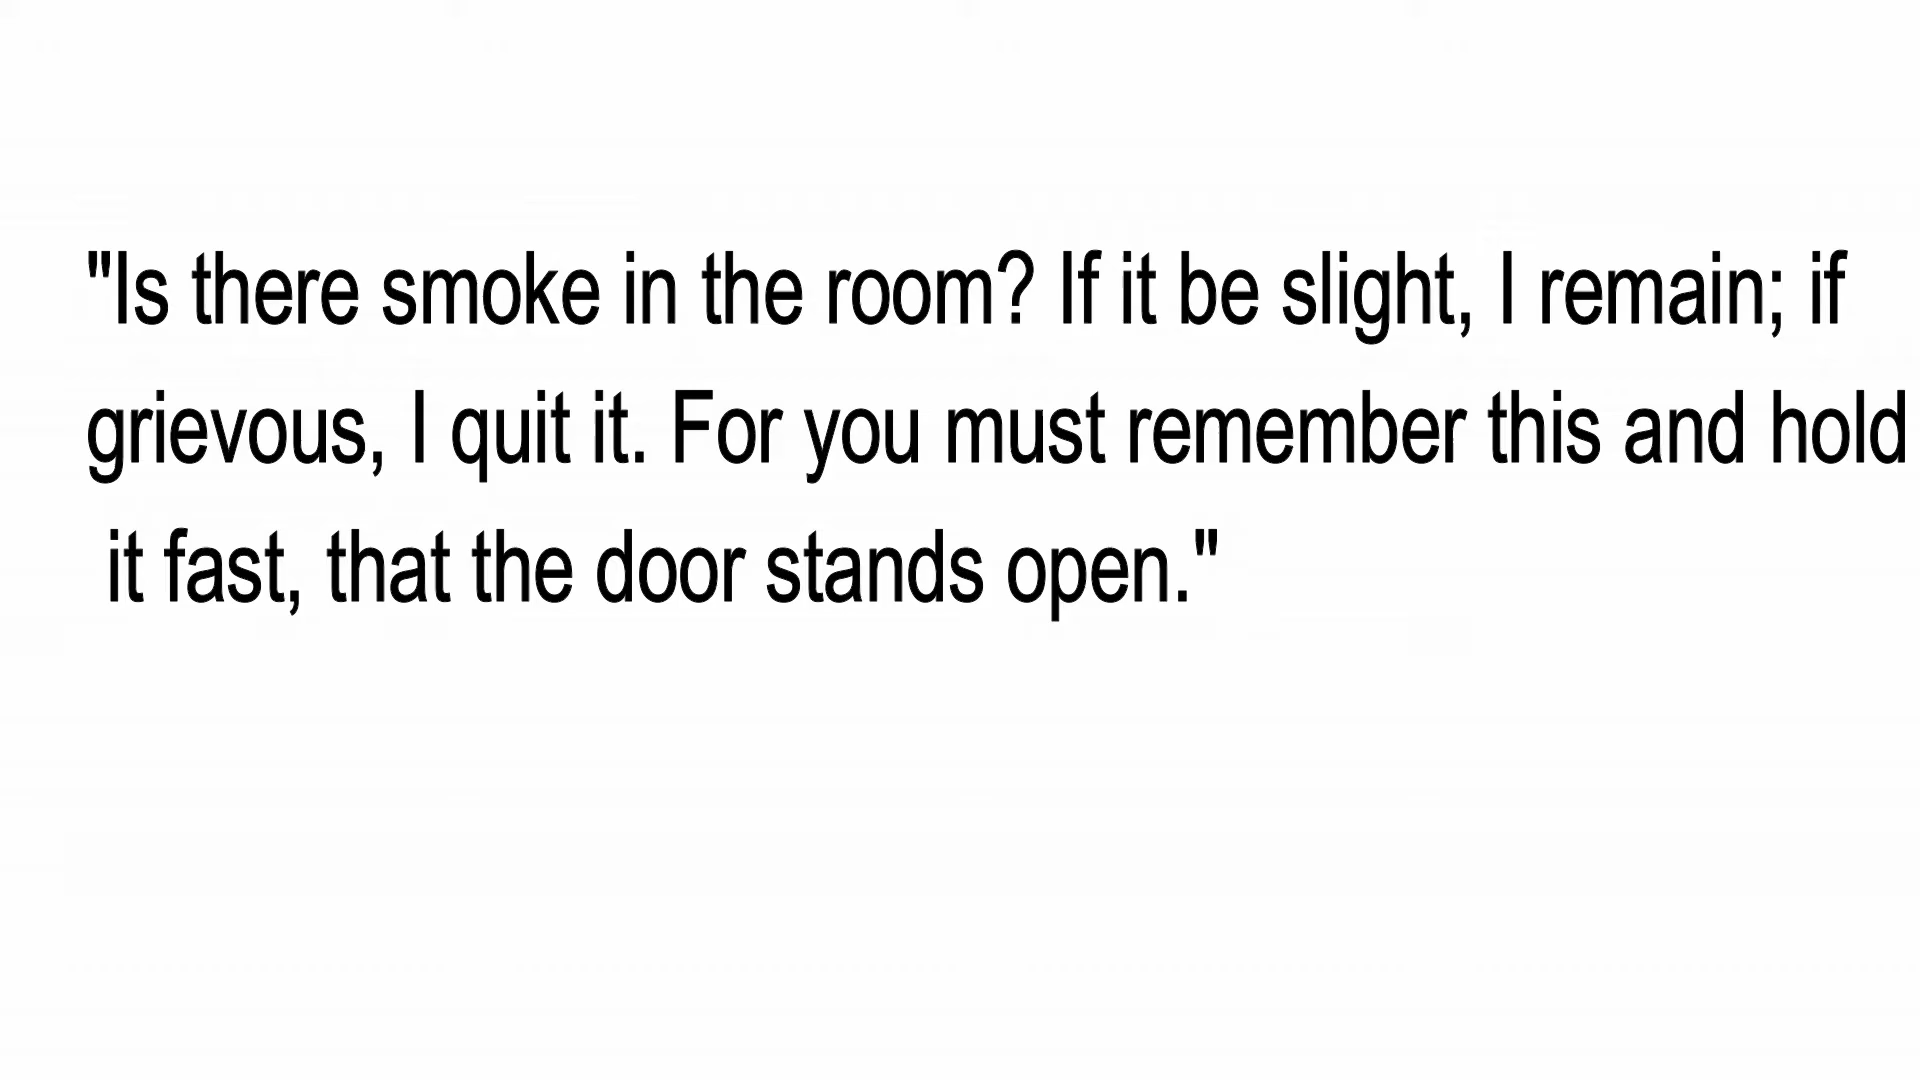 "Is there smoke in the room? If it be slight, I remain; if
grievous, I quit it. For you must remember this and hold
it fast, that the door stands open."